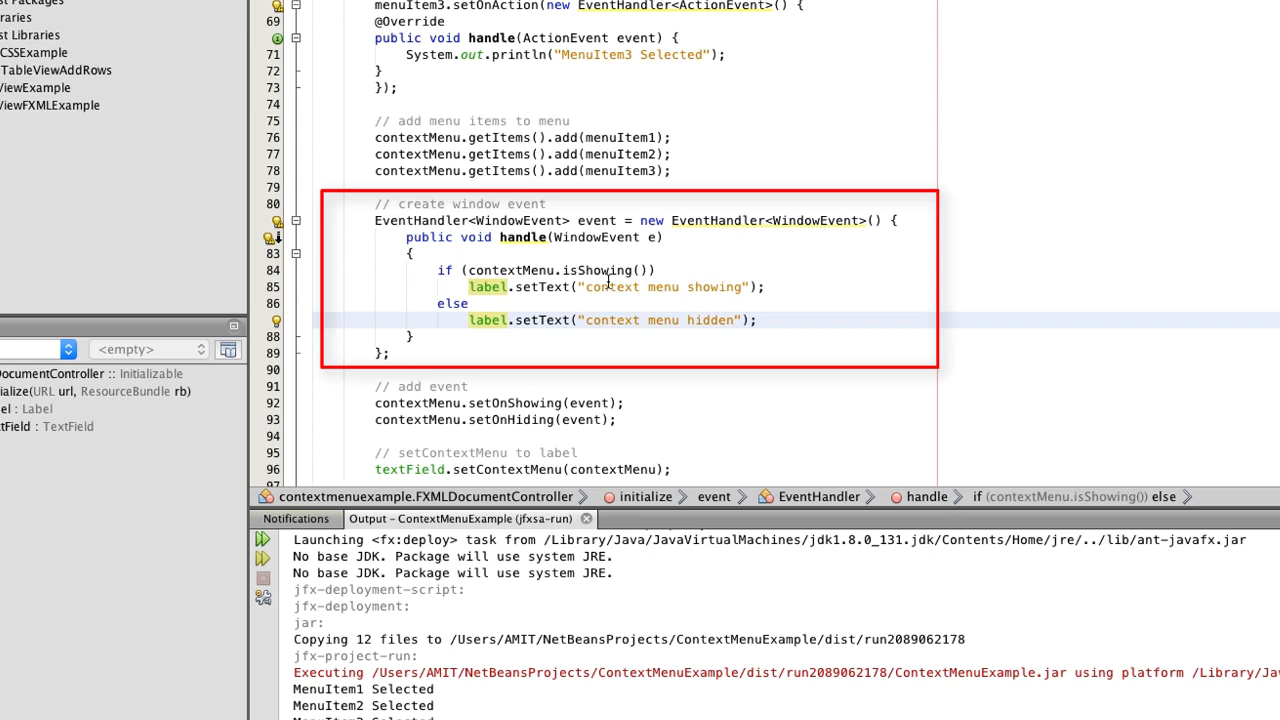 st Packages
raries
st Libraries
CSSExample
TableViewAddRows
ViewExample
ViewFXMLExample
<empty>
DocumentController :: Initializable
ialize(URL url, ResourceBundle rb)
el : Label
tField : TextField
menuItem3.setOnAction(new EventHandler<ActionEvent>() {
69 @Override
public void handle(ActionEvent event) {
71 System.out.println("MenuItem3 Selected");
72 }
73 });
74
75 // add menu items to menu
76 contextMenu.getItems().add(menuItem1);
77 contextMenu.getItems().add(menuItem2);
78 contextMenu.getItems().add(menuItem3);
79
80 // create window event
EventHandler<WindowEvent> event = new EventHandler<WindowEvent>() {
public void handle(WindowEvent e)
83 {
84 if (contextMenu.isShowing())
85 label.setText("context menu showing");
86 else
label.setText("context menu hidden");
88 }
89 };
90
91 // add event
92 contextMenu.setOnShowing(event);
93 contextMenu.setOnHiding(event);
94
95 // setContextMenu to label
96 textField.setContextMenu(contextMenu);
97
contextmenuexample.FXMLDocumentController initialize event EventHandler handle if (contextMenu.isShowing()) else
Notifications Output – ContextMenuExample (jfxsa-run)
Launching <fx:deploy> task from /Library/Java/JavaVirtualMachines/jdk1.8.0_131.jdk/Contents/Home/jre/../lib/ant-javafx.jar
No base JDK. Package will use system JRE.
No base JDK. Package will use system JRE.
jfx-deployment-script:
jfx-deployment:
jar:
Copying 12 files to /Users/AMIT/NetBeansProjects/ContextMenuExample/dist/run2089062178
jfx-project-run:
Executing /Users/AMIT/NetBeansProjects/ContextMenuExample/dist/run2089062178/ContextMenuExample.jar using platform /Library/Ja
MenuItem1 Selected
MenuItem2 Selected
MenuItem3 Selected